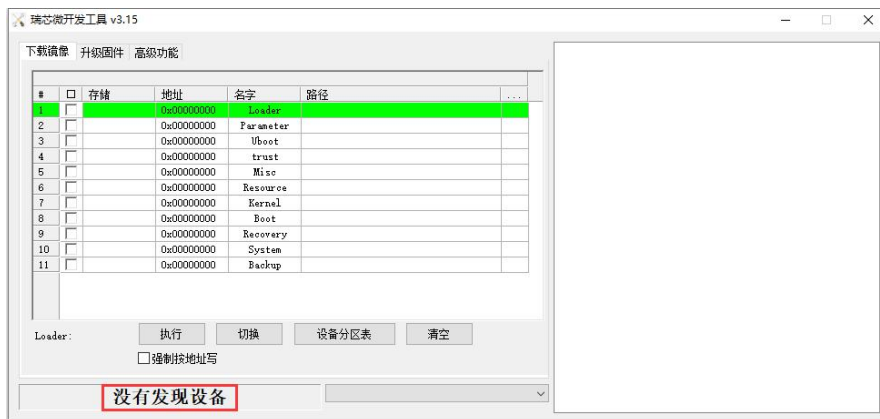 瑞芯微开发工具 v3.15
下载镜像 升级固件 高级功能
# 存储 地址 名字 路径 ...
1 0x00000000 Loader
2 0x00000000 Parameter
3 0x00000000 Uboot
4 0x00000000 trust
5 0x00000000 Misc
6 0x00000000 Resource
7 0x00000000 Kernel
8 0x00000000 Boot
9 0x00000000 Recovery
10 0x00000000 System
11 0x00000000 Backup
Loader: 执行 切换 设备分区表 清空
强制按地址写
没有发现设备